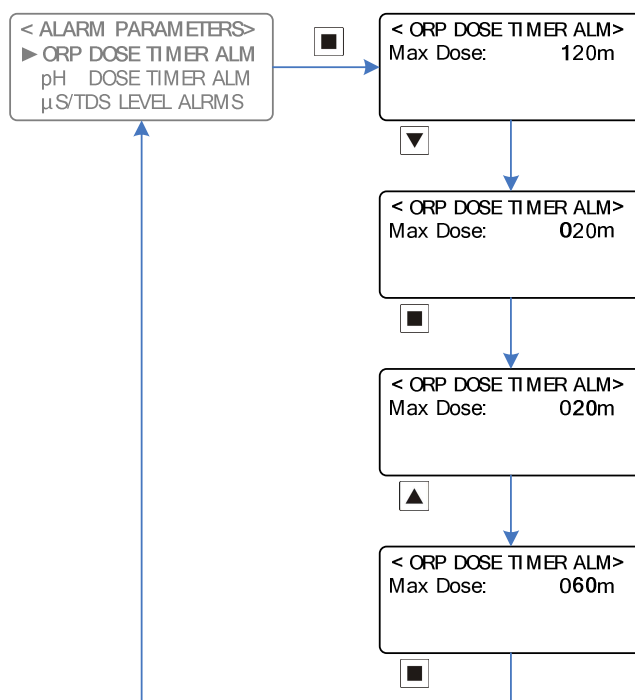 < ALARM PARAMETERS>
► ORP DOSE TIMER ALM
pH DOSE TIMER ALM
µS/TDS LEVEL ALRMS
< ORP DOSE TIMER ALM>
Max Dose: 120m
< ORP DOSE TIMER ALM>
Max Dose: 020m
< ORP DOSE TIMER ALM>
Max Dose: 020m
< ORP DOSE TIMER ALM>
Max Dose: 060m